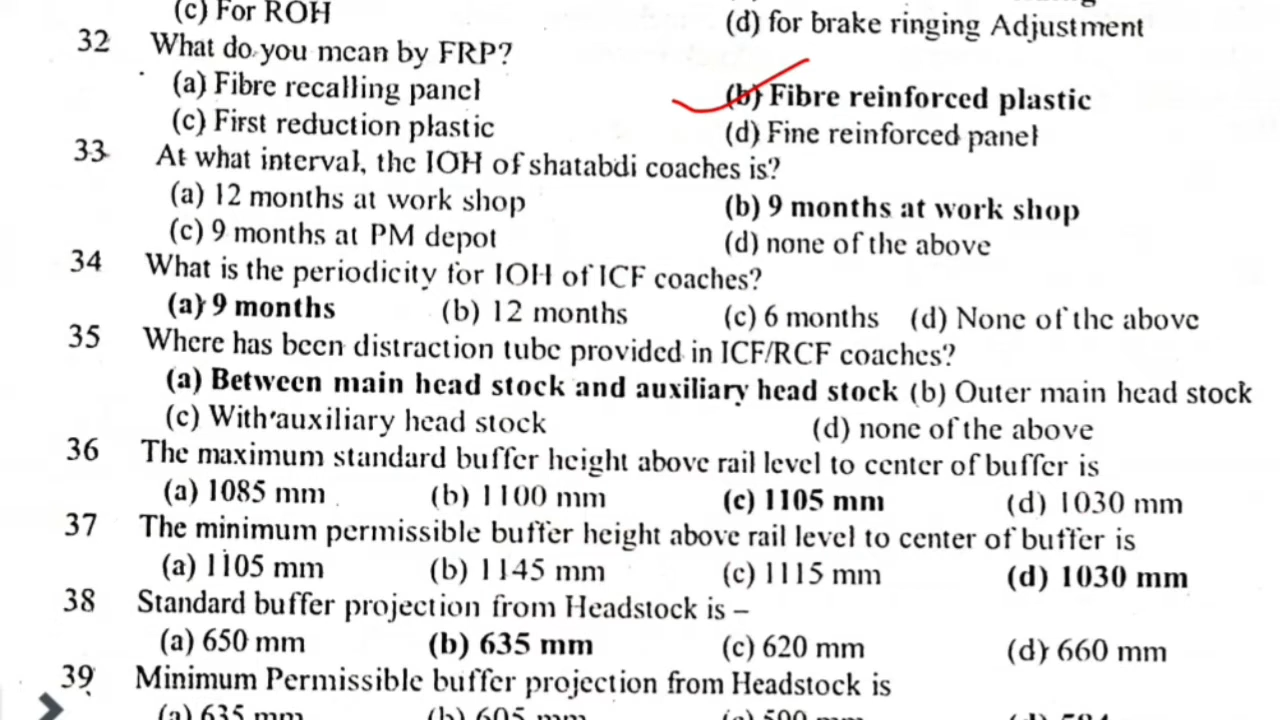 (c) For ROH
(d) for brake ringing Adjustment
32 What do you mean by FRP?
(a) Fibre recalling panel (b) Fibre reinforced plastic
(c) First reduction plastic (d) Fine reinforced panel
33 At what interval, the IOH of shatabdi coaches is?
(a) 12 months at work shop (b) 9 months at work shop
(c) 9 months at PM depot (d) none of the above
34 What is the periodicity for IOH of ICF coaches?
(a) 9 months (b) 12 months (c) 6 months (d) None of the above
35 Where has been distraction tube provided in ICF/RCF coaches?
(a) Between main head stock and auxiliary head stock (b) Outer main head stock
(c) With auxiliary head stock (d) none of the above
36 The maximum standard buffer height above rail level to center of buffer is
(a) 1085 mm (b) 1100 mm (c) 1105 mm (d) 1030 mm
37 The minimum permissible buffer height above rail level to center of buffer is
(a) 1105 mm (b) 1145 mm (c) 1115 mm (d) 1030 mm
38 Standard buffer projection from Headstock is –
(a) 650 mm (b) 635 mm (c) 620 mm (d) 660 mm
39 Minimum Permissible buffer projection from Headstock is
(a) 635 mm (b) 605 mm